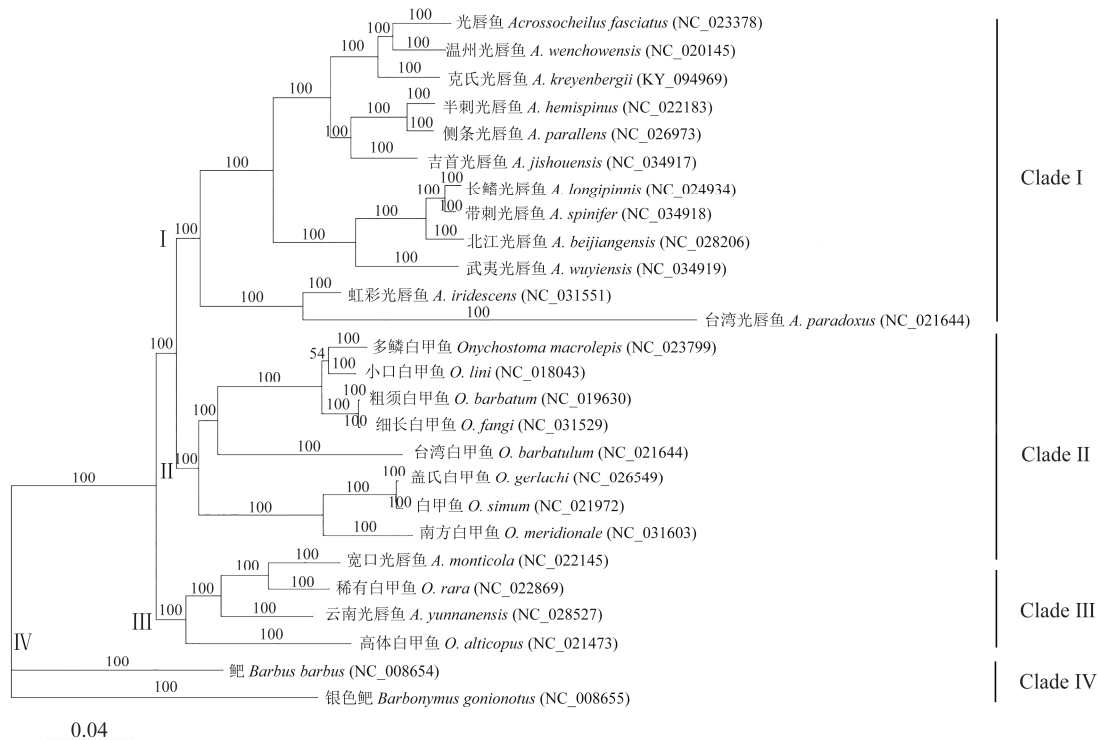 100
光唇鱼 Acrossocheilus fasciatus (NC_023378)
100
温州光唇鱼 A. wenchowensis (NC_020145)
100
100
100
克氏光唇鱼 A. kreyenbergii (KY_094969)
100
100
半刺光唇鱼 A. hemispinus (NC_022183)
100
100
100
侧条光唇鱼 A. parallens (NC_026973)
100
吉首光唇鱼 A. jishouensis (NC_034917)
100
100
长鳍光唇鱼 A. longipinnis (NC_024934)
100
100
带刺光唇鱼 A. spinifer (NC_034918)
100
100
北江光唇鱼 A. beijiangensis (NC_028206)
100
100
武夷光唇鱼 A. wuyiensis (NC_034919)
100
Clade I
I
100
100
虹彩光唇鱼 A. iridescens (NC_031551)
100
100
台湾光唇鱼 A. paradoxus (NC_021644)
100
100
多鳞白甲鱼 Onychostoma macrolepis (NC_023799)
54
100
小口白甲鱼 O. lini (NC_018043)
100
100
粗须白甲鱼 O. barbatum (NC_019630)
100
100
细长白甲鱼 O. fangi (NC_031529)
100
100
台湾白甲鱼 O. barbatulum (NC_021644)
Clade II
II
100
100
盖氏白甲鱼 O. gerlachi (NC_026549)
100
100
100
白甲鱼 O. simum (NC_021972)
100
100
南方白甲鱼 O. meridionale (NC_031603)
100
宽口光唇鱼 A. monticola (NC_022145)
100
100
稀有白甲鱼 O. rara (NC_022869)
100
100
云南光唇鱼 A. yunnanensis (NC_028527)
Clade III
III
100
100
高体白甲鱼 O. alticopus (NC_021473)
IV
100
鲃 Barbus barbus (NC_008654)
Clade IV
100
银色鲃 Barbonymus gonionotus (NC_008655)
0.04